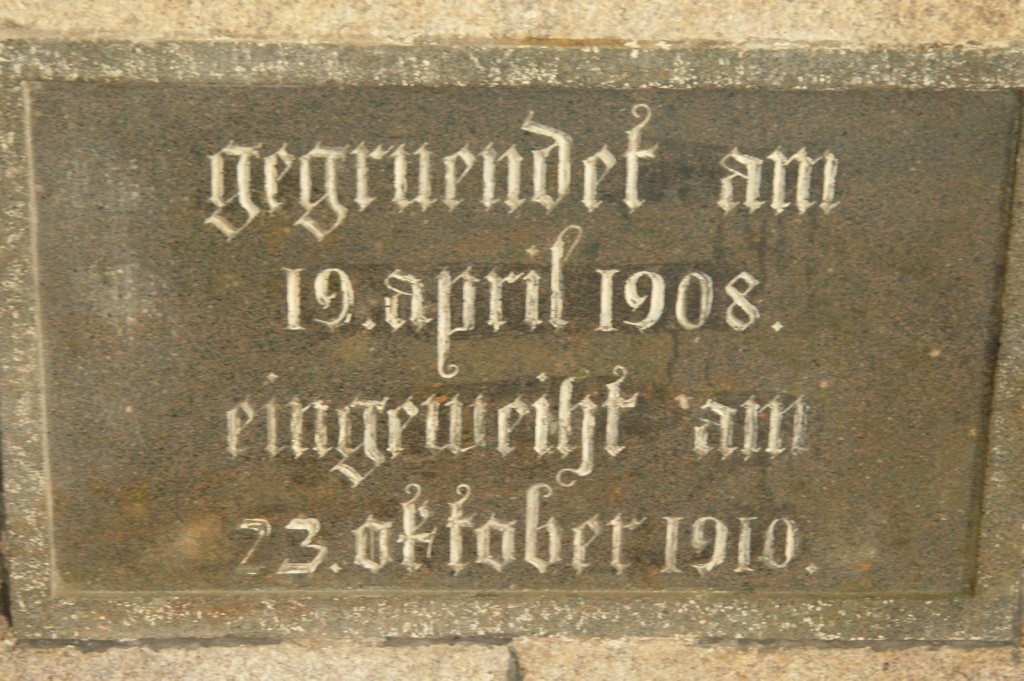 gegruendet am
19. april 1908.
eingeweiht am
23. oktober 1910.